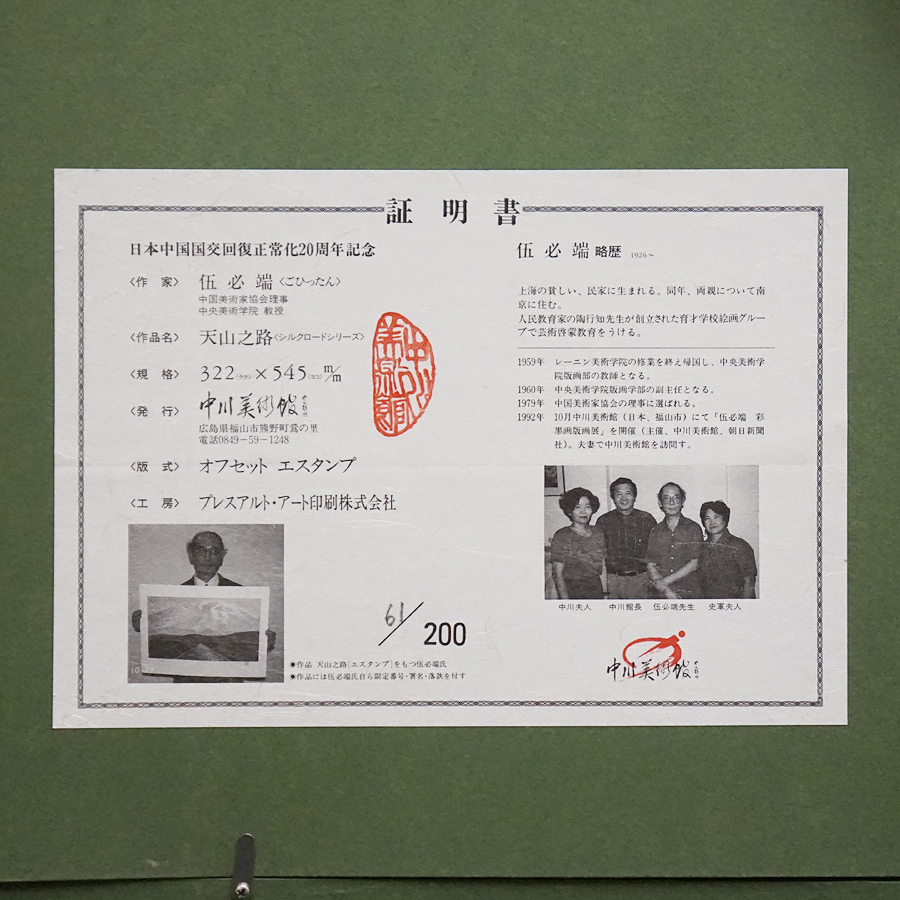 証明書
日本中国国交回復正常化20周年記念
〈作　家〉 伍必端〈ごひったん〉
中国美術家協会理事
中央美術学院 教授
〈作品名〉 天山之路〈シルクロードシリーズ〉
〈規　格〉 322(タテ)×545(ヨコ)m/m
〈発　行〉 中川美術館
広島県福山市熊野町鴬の里
電話0849-59-1248
〈版　式〉 オフセット エスタンプ
〈工　房〉 プレスアルト・アート印刷株式会社
中川美術館
10
61/200
●作品 天山之路[エスタンプ]をもつ伍必端氏
●作品には伍必端氏自ら限定番号・署名・落款を付す
伍必端 略歴 1926~
上海の貧しい、民家に生まれる。同年、両親について南
京に住む。
人民教育家の陶行知先生が創立された育才学校絵画グルー
プで芸術啓蒙教育をうける。
1959年 レーニン美術学院の修業を終え帰国し、中央美術学
院版画部の教師となる。
1960年 中央美術学院版画学部の副主任となる。
1979年 中国美術家協会の理事に選ばれる。
1992年 10月中川美術館（日本、福山市）にて「伍必端 彩
墨画版画展」を開催（主催、中川美術館、朝日新聞
社）。夫妻で中川美術館を訪問す。
中川夫人 中川館長 伍必端先生 史軍夫人
中川美術館